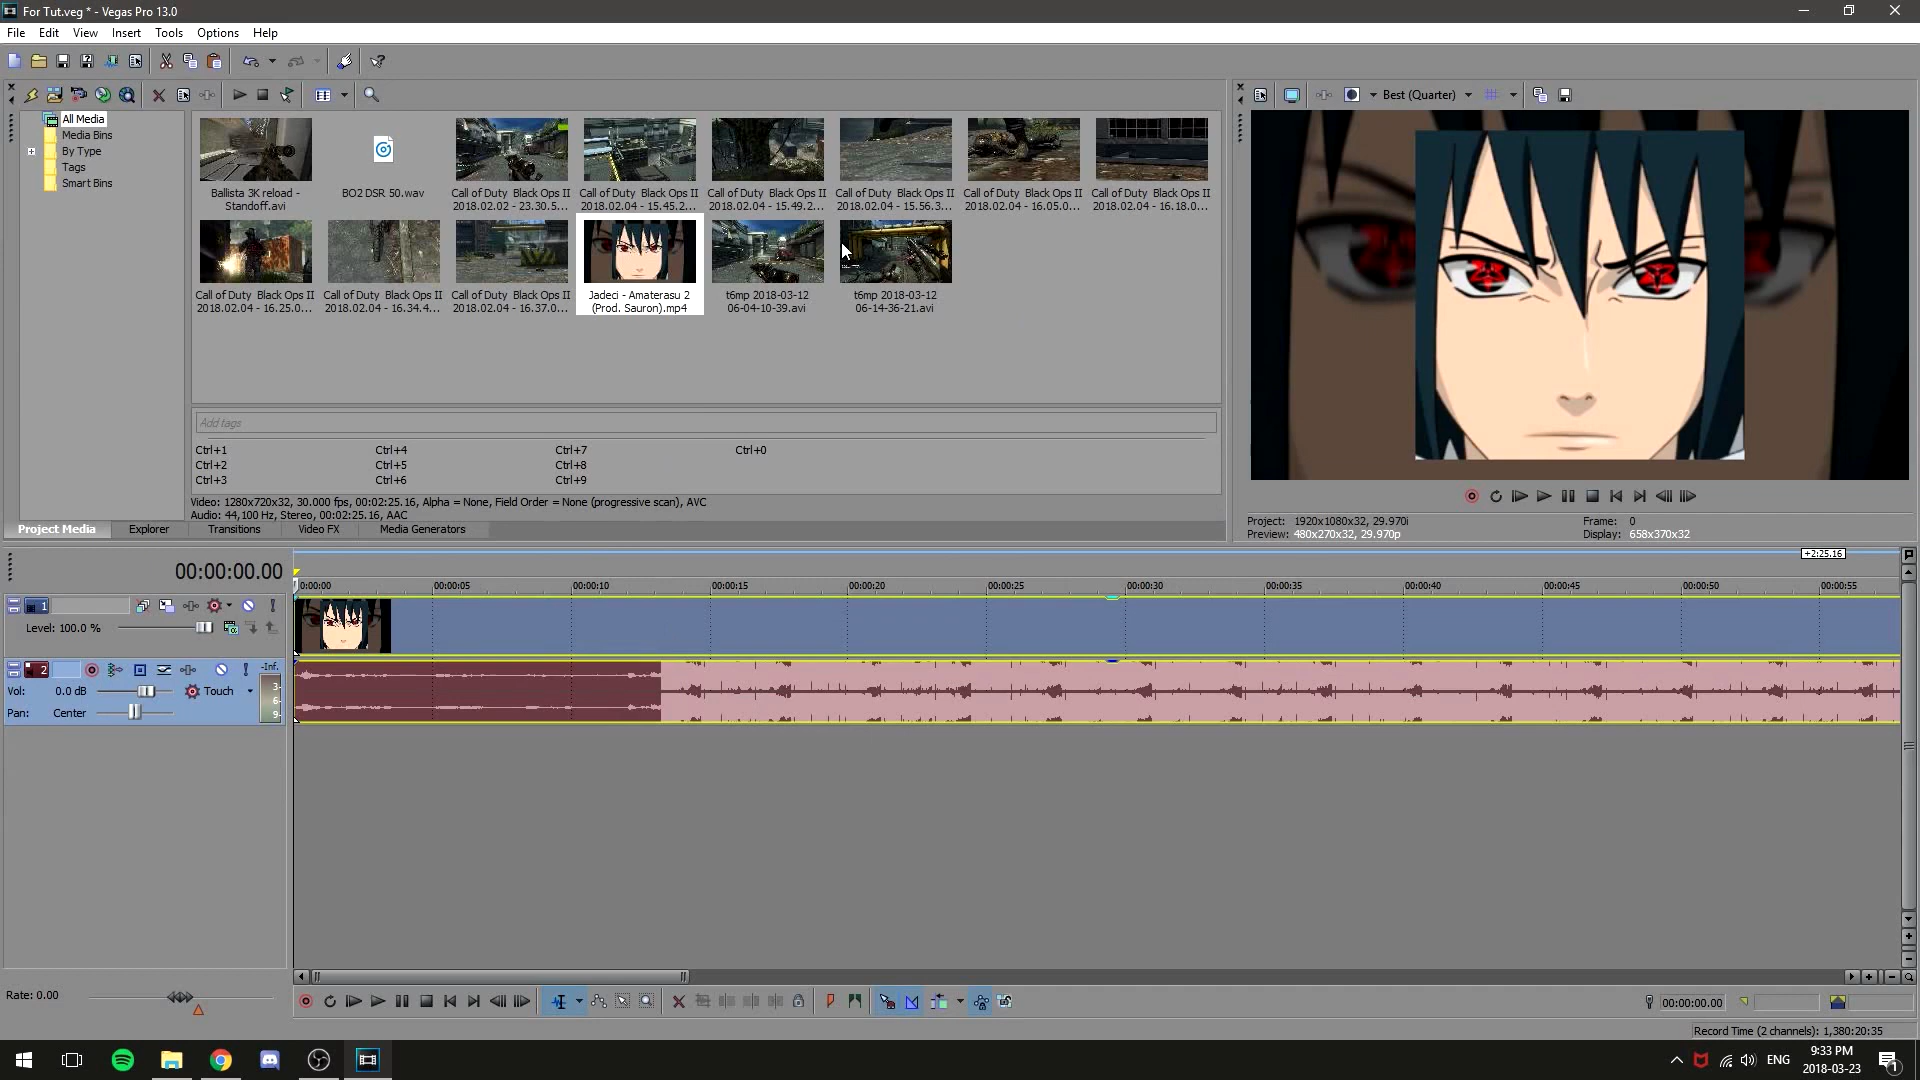 For Tut.veg * - Vegas Pro 13.0
File Edit View Insert Tools Options Help
Best (Quarter)
All Media
Media Bins
By Type
Tags
Smart Bins
Ballista 3K reload - Standoff.avi
BO2 DSR 50.wav
Call of Duty Black Ops II 2018.02.02 - 23.30.5...
Call of Duty Black Ops II 2018.02.04 - 15.45.2...
Call of Duty Black Ops II 2018.02.04 - 15.49.2...
Call of Duty Black Ops II 2018.02.04 - 15.56.3...
Call of Duty Black Ops II 2018.02.04 - 16.05.0...
Call of Duty Black Ops II 2018.02.04 - 16.18.0...
Call of Duty Black Ops II 2018.02.04 - 16.25.0...
Call of Duty Black Ops II 2018.02.04 - 16.34.4...
Call of Duty Black Ops II 2018.02.04 - 16.37.0...
Jadeci - Amaterasu 2 (Prod. Sauron).mp4
t6mp 2018-03-12 06-04-10-39.avi
t6mp 2018-03-12 06-14-36-21.avi
Add tags
Ctrl+1 Ctrl+4 Ctrl+7 Ctrl+0
Ctrl+2 Ctrl+5 Ctrl+8
Ctrl+3 Ctrl+6 Ctrl+9
Video: 1280x720x32, 30.000 fps, 00:02:25.16, Alpha = None, Field Order = None (progressive scan), AVC
Audio: 44,100 Hz, Stereo, 00:02:25.16, AAC
Project Media Explorer Transitions Video FX Media Generators
Project: 1920x1080x32, 29.970i Frame: 0
Preview: 480x270x32, 29.970p Display: 658x370x32
+2:25.16
00:00:00.00
0:00:00 00:00:05 00:00:10 00:00:15 00:00:20 00:00:25 00:00:30 00:00:35 00:00:40 00:00:45 00:00:50 00:00:55
1
Level: 100.0 %
2
-Inf.
Vol: 0.0 dB Touch
Pan: Center
3
6
9
Rate: 0.00
00:00:00.00
Record Time (2 channels): 1,380:20:35
ENG
9:33 PM
2018-03-23
1